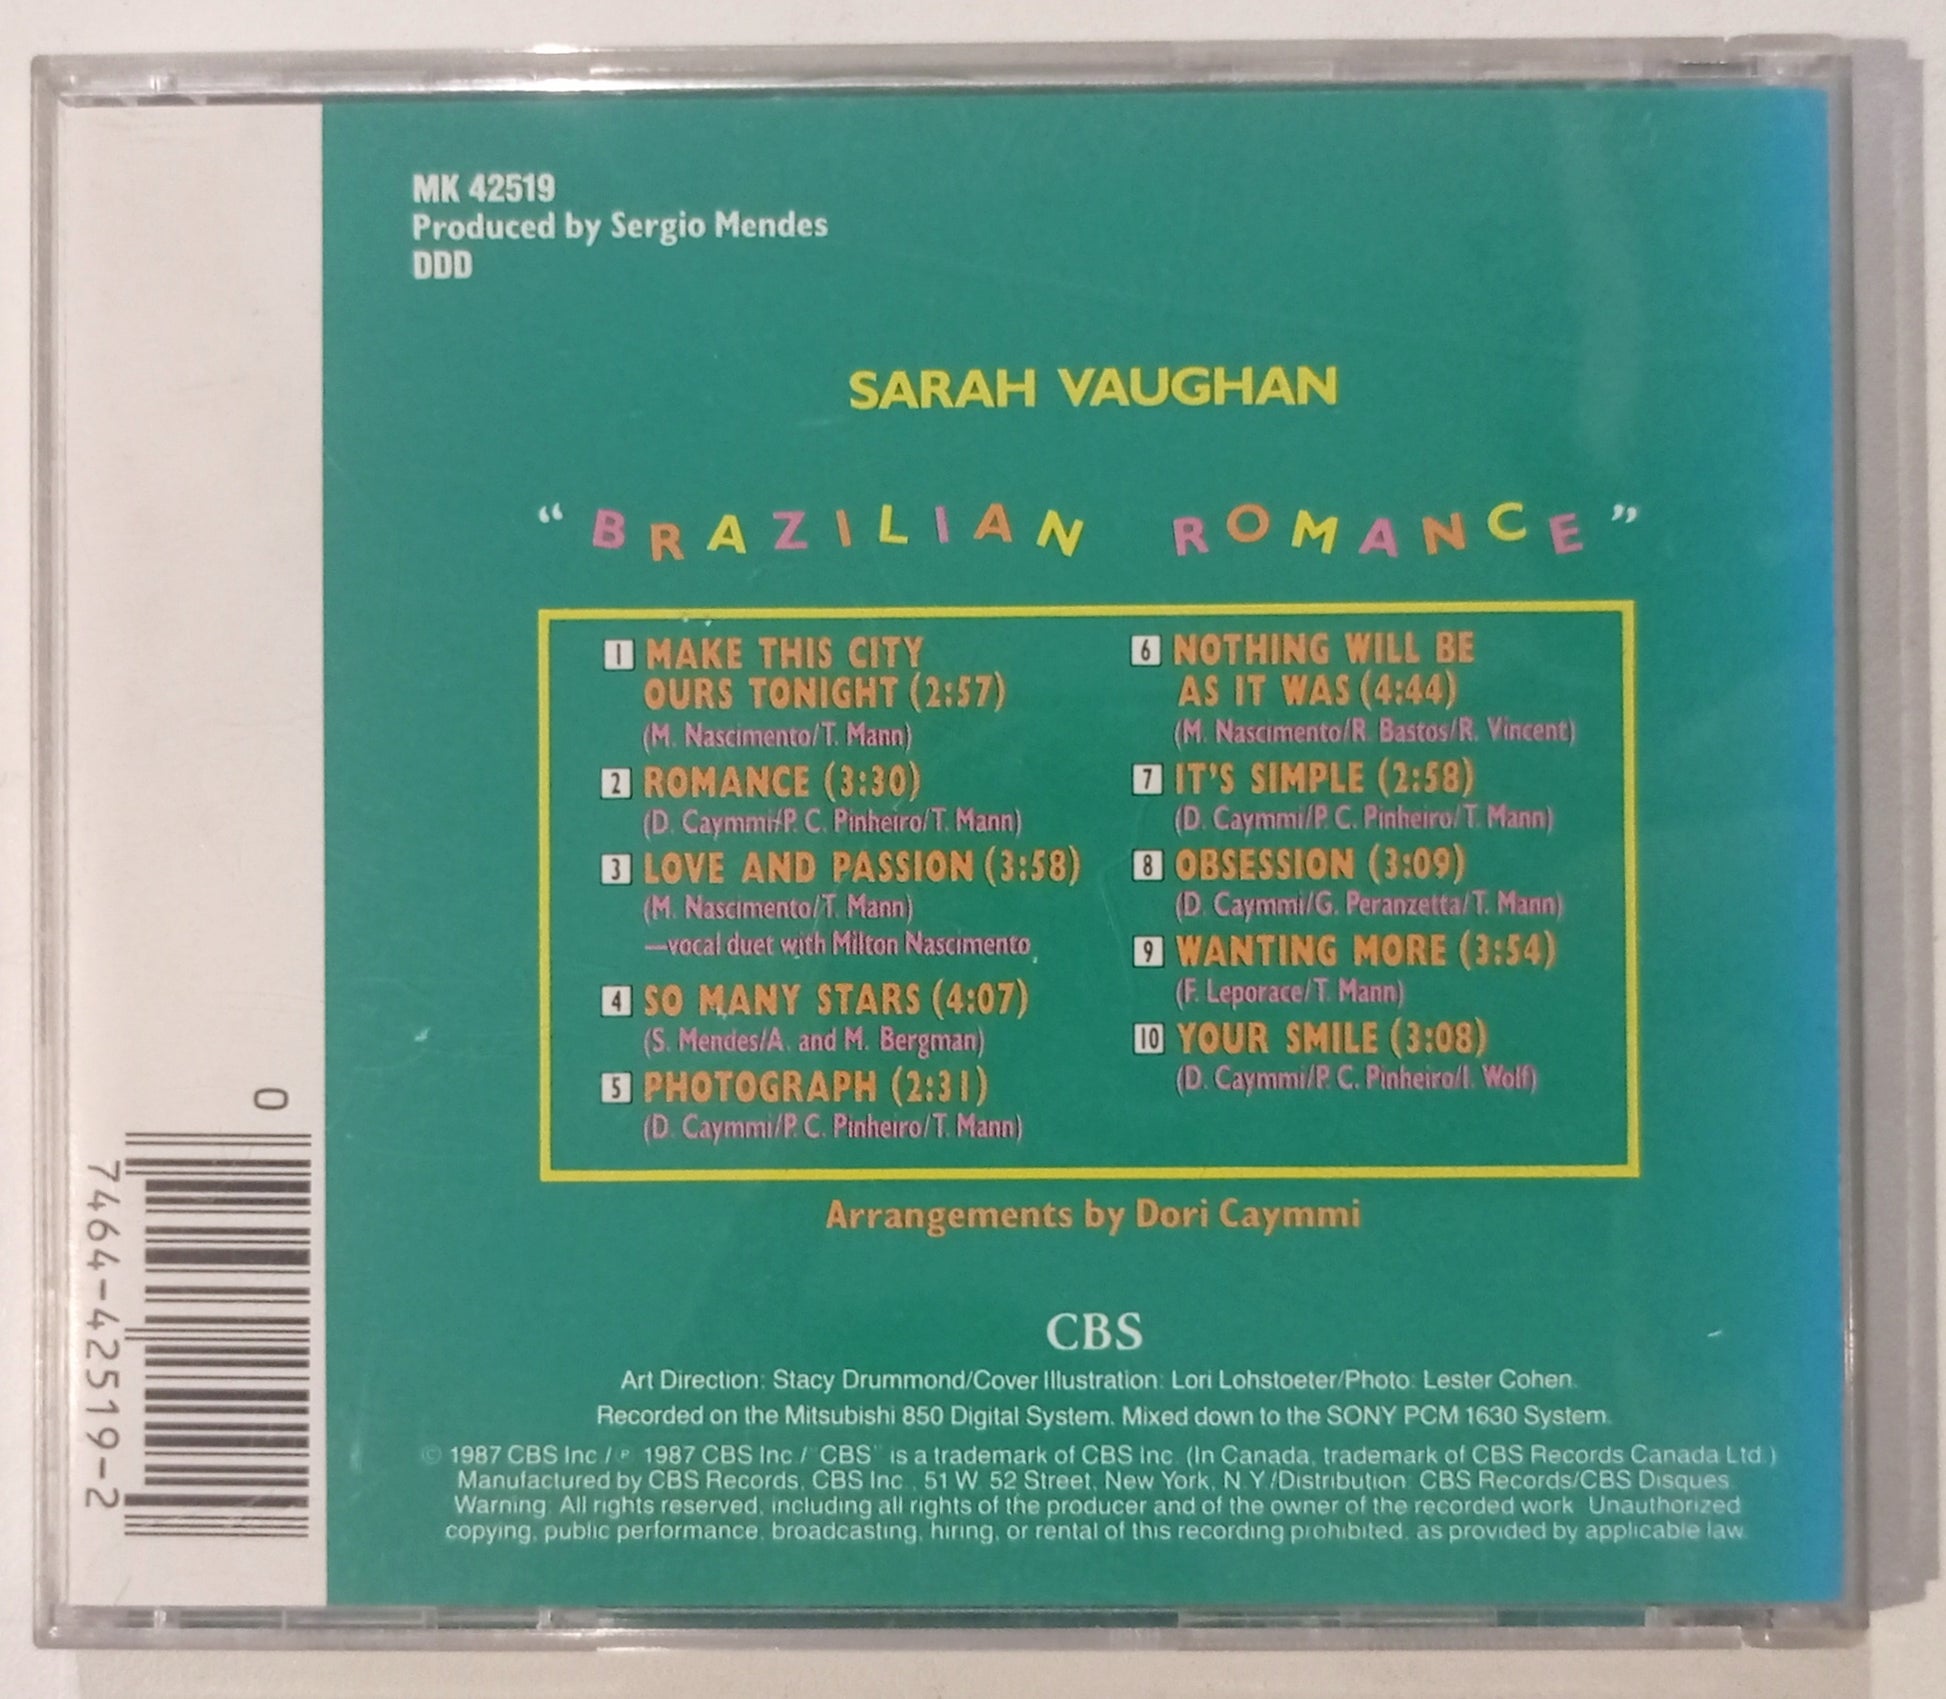 MK 42519
Produced by Sergio Mendes
DDD
SARAH VAUGHAN
“BRAZILIAN ROMANCE”
1 MAKE THIS CITY
OURS TONIGHT (2:57)
(M. Nascimento/T. Mann)
2 ROMANCE (3:30)
(D. Caymmi/P. C. Pinheiro/T. Mann)
3 LOVE AND PASSION (3:58)
(M. Nascimento/T. Mann)
—vocal duet with Milton Nascimento
4 SO MANY STARS (4:07)
(S. Mendes/A. and M. Bergman)
5 PHOTOGRAPH (2:31)
(D. Caymmi/P. C. Pinheiro/T. Mann)
6 NOTHING WILL BE
AS IT WAS (4:44)
(M. Nascimento/R. Bastos/R. Vincent)
7 IT'S SIMPLE (2:58)
(D. Caymmi/P. C. Pinheiro/T. Mann)
8 OBSESSION (3:09)
(D. Caymmi/G. Peranzetta/T. Mann)
9 WANTING MORE (3:54)
(F. Leporace/T. Mann)
10 YOUR SMILE (3:08)
(D. Caymmi/P. C. Pinheiro/I. Wolf)
Arrangements by Dori Caymmi
CBS
Art Direction: Stacy Drummond/Cover Illustration: Lori Lohstoeter/Photo: Lester Cohen.
Recorded on the Mitsubishi 850 Digital System. Mixed down to the SONY PCM 1630 System.
© 1987 CBS Inc./℗ 1987 CBS Inc./"CBS" is a trademark of CBS Inc. (In Canada, trademark of CBS Records Canada Ltd.)
Manufactured by CBS Records, CBS Inc., 51 W. 52 Street, New York, N.Y./Distribution: CBS Records/CBS Disques.
Warning: All rights reserved, including all rights of the producer and of the owner of the recorded work. Unauthorized
copying, public performance, broadcasting, hiring, or rental of this recording prohibited, as provided by applicable law.
0
7464-42519-2